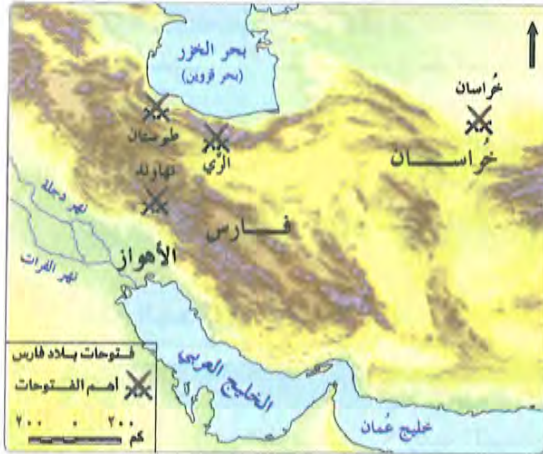 بحر الخزر
(بحر قزوين)
خُراسان
طبرستان
الرَّي
خُراسان
نهاوند
نهر دجلة
فارس
الأهواز
نهر الفرات
الخليج العربي
خليج عُمان
فتوحات بلاد فارس
أهم الفتوحات
٢٠٠ ٠ ٢٠٠
كم